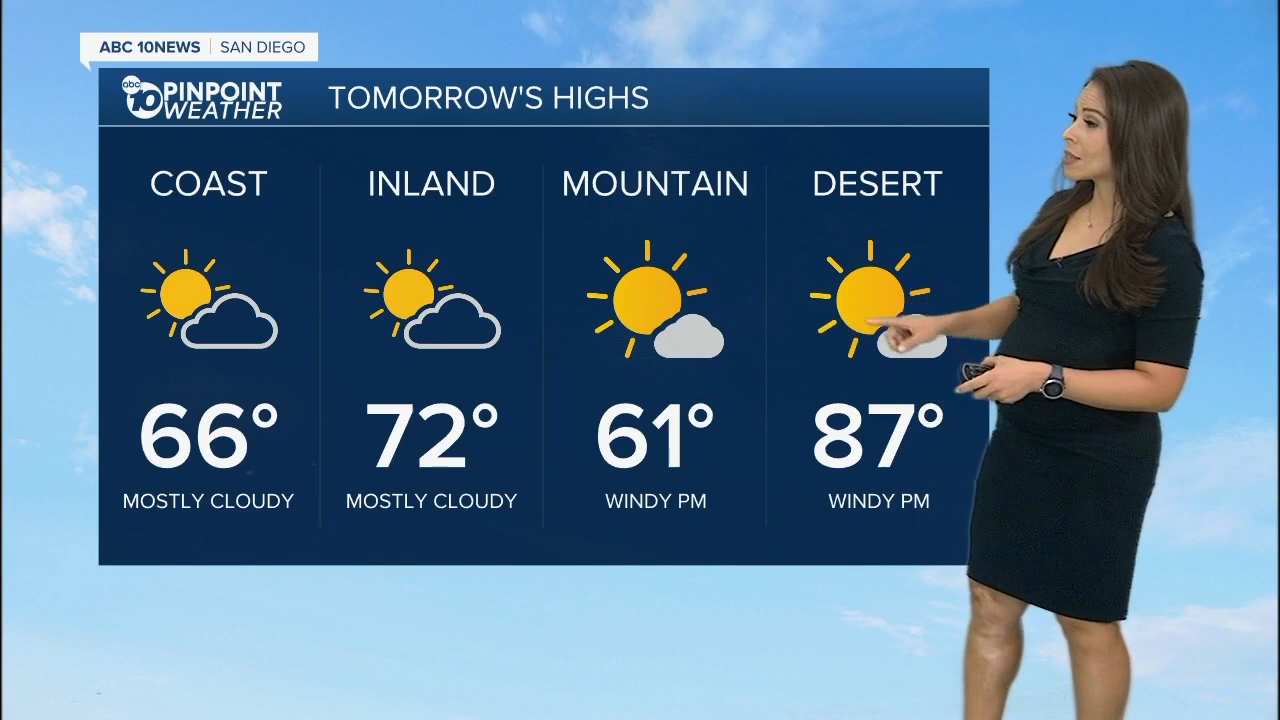 ABC 10NEWS | SAN DIEGO
abc 10 PINPOINT WEATHER
TOMORROW'S HIGHS
COAST
INLAND
MOUNTAIN
DESERT
66°
72°
61°
87°
MOSTLY CLOUDY
MOSTLY CLOUDY
WINDY PM
WINDY PM